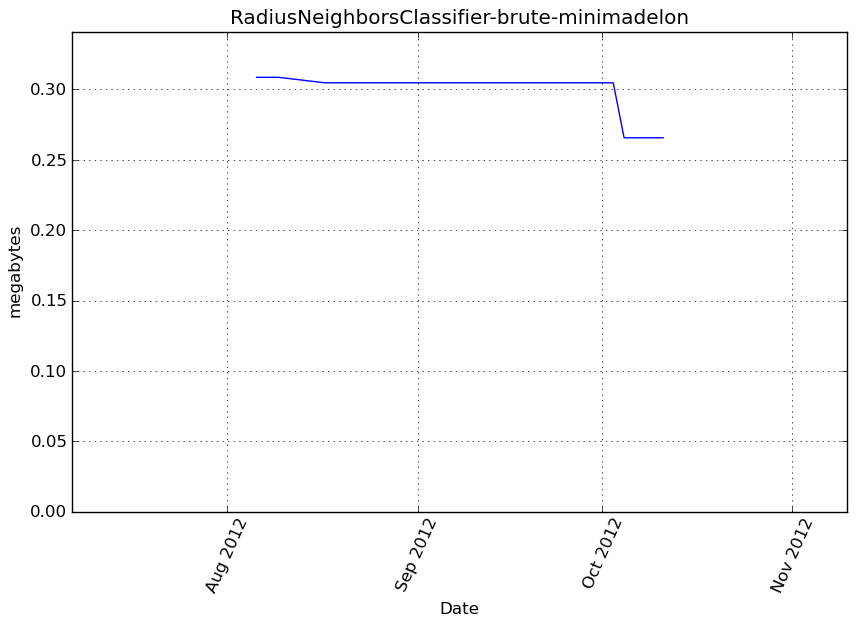 RadiusNeighborsClassifier-brute-minimadelon
0.30
0.25
0.20
0.15
0.10
0.05
0.00
megabytes
Aug 2012
Sep 2012
Oct 2012
Nov 2012
Date